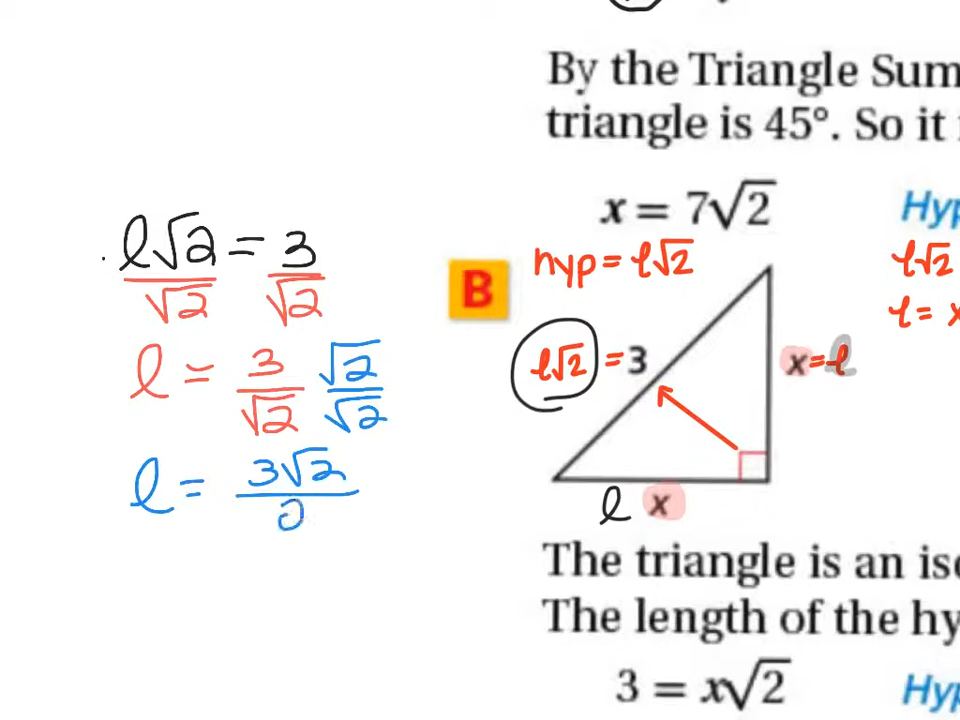 By the Triangle Sum
triangle is 45°. So it
x = 7√2
Hyp
hyp = l√2
l√2
l = x
B
l√2 = 3
x = l
l x
l√2 = 3
√2 √2
l = 3/√2 √2/√2
l = 3√2/2
The triangle is an iso
The length of the hy
3 = x√2
Hyp